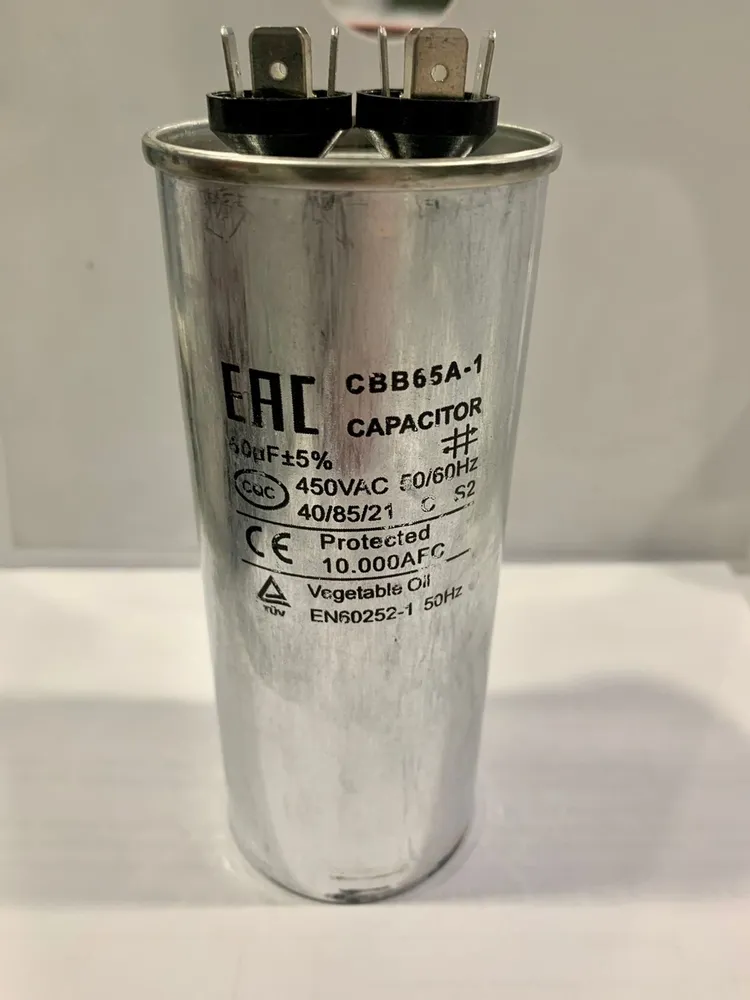 EAC CBB65A-1
CAPACITOR
0µF±5%
CQC 450VAC 50/60Hz
40/85/21 C S2
CE Protected
10.000AFC
Vegetable Oil
TÜV EN60252-1 50Hz